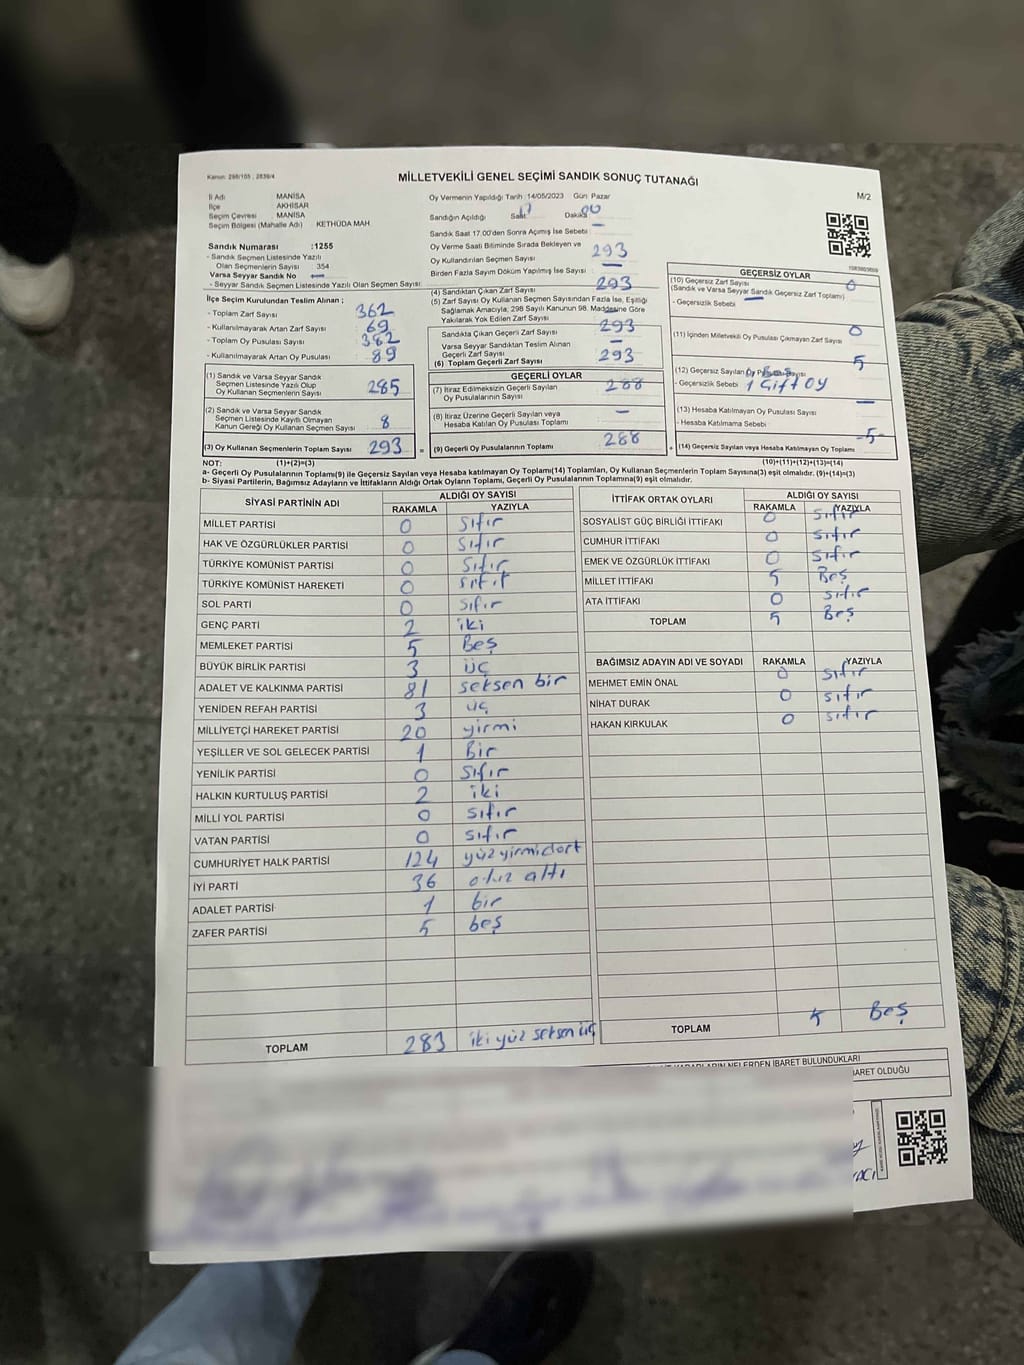 Kanun: 298/105 ; 2839/4
MİLLETVEKİLİ GENEL SEÇİMİ SANDIK SONUÇ TUTANAĞI
M/2
İl Adı MANİSA
İlçe AKHİSAR
Seçim Çevresi MANİSA
Seçim Bölgesi (Mahalle Adı) KETHÜDA MAH
Sandık Numarası :1255
- Sandık Seçmen Listesinde Yazılı
Olan Seçmenlerin Sayısı 354
Varsa Seyyar Sandık No —
- Seyyar Sandık Seçmen Listesinde Yazılı Olan Seçmen Sayısı:
Oy Vermenin Yapıldığı Tarih :14/05/2023 Gün: Pazar
Sandığın Açıldığı Saat 17 Dakika 00
Sandık Saat 17.00'den Sonra Açımış İse Sebebi : —
Oy Verme Saati Bitiminde Sırada Bekleyen ve
Oy Kullandırılan Seçmen Sayısı : 293
Birden Fazla Sayım Döküm Yapılmış İse Sayısı : —
İlçe Seçim Kurulundan Teslim Alınan ;
- Toplam Zarf Sayısı : 362
- Kullanılmayarak Artan Zarf Sayısı : 69
- Toplam Oy Pusulası Sayısı : 382
- Kullanılmayarak Artan Oy Pusulası : 89
(4) Sandıktan Çıkan Zarf Sayısı : 293
(5) Zarf Sayısı Oy Kullanan Seçmen Sayısından Fazla İse, Eşitliği
Sağlamak Amacıyla, 298 Sayılı Kanunun 98. Maddesine Göre
Yakılarak Yok Edilen Zarf Sayısı : —
Sandıkta Çıkan Geçerli Zarf Sayısı : 293
Varsa Seyyar Sandıktan Teslim Alınan
Geçerli Zarf Sayısı : —
(6) Toplam Geçerli Zarf Sayısı : 293
GEÇERSİZ OYLAR
(10) Geçersiz Zarf Sayısı : 0
(Sandık ve Varsa Seyyar Sandık Geçersiz Zarf Toplamı)
- Geçersizlik Sebebi : —
(11) İçinden Milletvekili Oy Pusulası Çıkmayan Zarf Sayısı : 0
(12) Geçersiz Sayılan Oy Pusulası Sayısı : 5
- Geçersizlik Sebebi : 1 Çift OY
(13) Hesaba Katılmayan Oy Pusulası Sayısı : —
- Hesaba Katılmama Sebebi :
(14) Geçersiz Sayılan veya Hesaba Katılmayan Oy Toplamı -5-
(10)+(11)+(12)+(13)=(14)
(1) Sandık ve Varsa Seyyar Sandık
Seçmen Listesinde Yazılı Olup
Oy Kullanan Seçmenlerin Sayısı : 285
(2) Sandık ve Varsa Seyyar Sandık
Seçmen Listesinde Kayıtlı Olmayan
Kanun Gereği Oy Kullanan Seçmen Sayısı : 8
(3) Oy Kullanan Seçmenlerin Toplam Sayısı 293 =
GEÇERLİ OYLAR
(7) İtiraz Edilmeksizin Geçerli Sayılan
Oy Pusulalarının Sayısı : 288
(8) İtiraz Üzerine Geçerli Sayılan veya
Hesaba Katılan Oy Pusulası Toplamı : —
(9) Geçerli Oy Pusulalarının Toplamı : 288 +
NOT: (1)+(2)=(3)
a- Geçerli Oy Pusulalarının Toplamı(9) ile Geçersiz Sayılan veya Hesaba katılmayan Oy Toplamı(14) Toplamları, Oy Kullanan Seçmenlerin Toplam Sayısına(3) eşit olmalıdır. (9)+(14)=(3)
b- Siyasi Partilerin, Bağımsız Adayların ve İttifakların Aldığı Ortak Oyların Toplamı, Geçerli Oy Pusulalarının Toplamına(9) eşit olmalıdır.
SİYASİ PARTİNİN ADI ALDIĞI OY SAYISI
RAKAMLA YAZIYLA
MİLLET PARTİSİ 0 sıfır
HAK VE ÖZGÜRLÜKLER PARTİSİ 0 sıfır
TÜRKİYE KOMÜNİST PARTİSİ 0 sıfır
TÜRKİYE KOMÜNİST HAREKETİ 0 sıfır
SOL PARTİ 0 sıfır
GENÇ PARTİ 2 iki
MEMLEKET PARTİSİ 5 Beş
BÜYÜK BİRLİK PARTİSİ 3 üç
ADALET VE KALKINMA PARTİSİ 81 seksen bir
YENİDEN REFAH PARTİSİ 3 üç
MİLLİYETÇİ HAREKET PARTİSİ 20 yirmi
YEŞİLLER VE SOL GELECEK PARTİSİ 1 Bir
YENİLİK PARTİSİ 0 sıfır
HALKIN KURTULUŞ PARTİSİ 2 iki
MİLLİ YOL PARTİSİ 0 sıfır
VATAN PARTİSİ 0 sıfır
CUMHURİYET HALK PARTİSİ 124 yüz yirmi dört
İYİ PARTİ 36 otuz altı
ADALET PARTİSİ 1 bir
ZAFER PARTİSİ 5 beş
TOPLAM 283 iki yüz seksen üç
İTTİFAK ORTAK OYLARI ALDIĞI OY SAYISI
RAKAMLA YAZIYLA
SOSYALİST GÜÇ BİRLİĞİ İTTİFAKI 0 sıfır
CUMHUR İTTİFAKI 0 sıfır
EMEK VE ÖZGÜRLÜK İTTİFAKI 0 sıfır
MİLLET İTTİFAKI 5 Beş
ATA İTTİFAKI 0 sıfır
TOPLAM 5 Beş
BAĞIMSIZ ADAYIN ADI VE SOYADI RAKAMLA YAZIYLA
MEHMET EMİN ÖNAL 0 sıfır
NİHAT DURAK 0 sıfır
HAKAN KIRKULAK 0 sıfır
TOPLAM 5 Beş
NELERDEN İBARET BULUNDUKLARI
BARET OLDUĞU